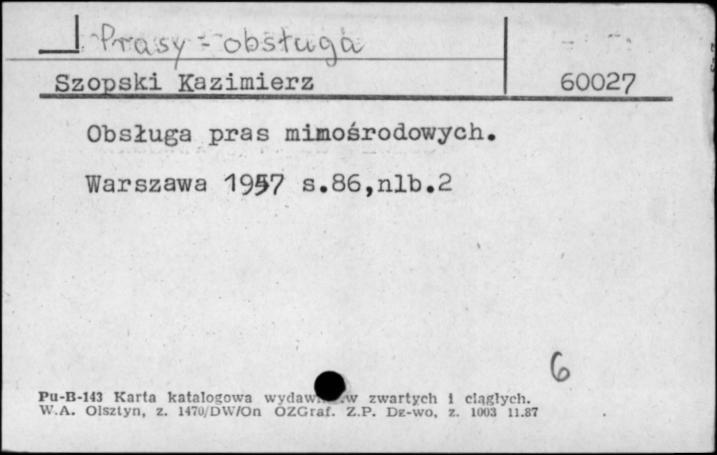 Prasy - obsługa
Szopski Kazimierz 60027
Obsługa pras mimośrodowych.
Warszawa 1957 s.86,nlb.2
6
Pu-B-143 Karta katalogowa zwartych i ciągłych.
W.A. Olsztyn, z. 1470/DW/On OZGraf. Z.P. Dz-wo, z. 1003 11.87